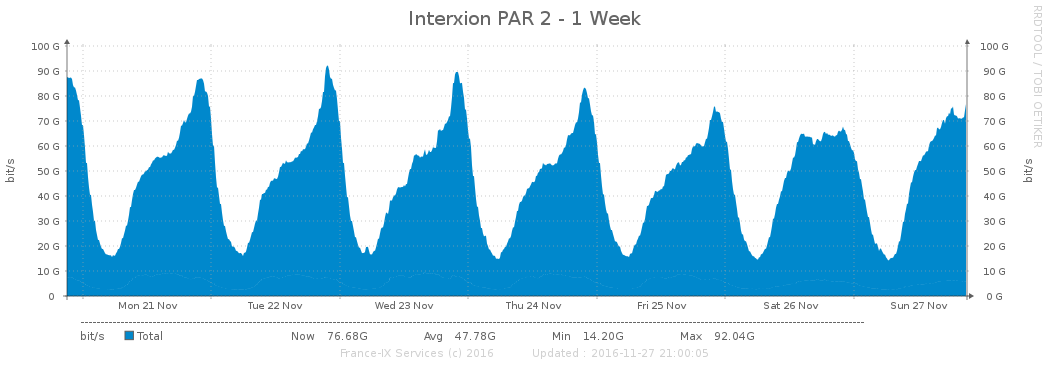 Interxion PAR 2 - 1 Week
RRDTOOL / TOBI OETIKER
bit/s
100 G
90 G
80 G
70 G
60 G
50 G
40 G
30 G
20 G
10 G
0
100 G
90 G
80 G
70 G
60 G
50 G
40 G
30 G
20 G
10 G
0 G
bit/s
Mon 21 Nov Tue 22 Nov Wed 23 Nov Thu 24 Nov Fri 25 Nov Sat 26 Nov Sun 27 Nov
bit/s Total Now 76.68G Avg 47.78G Min 14.20G Max 92.04G
France-IX Services (c) 2016 Updated : 2016-11-27 21:00:05